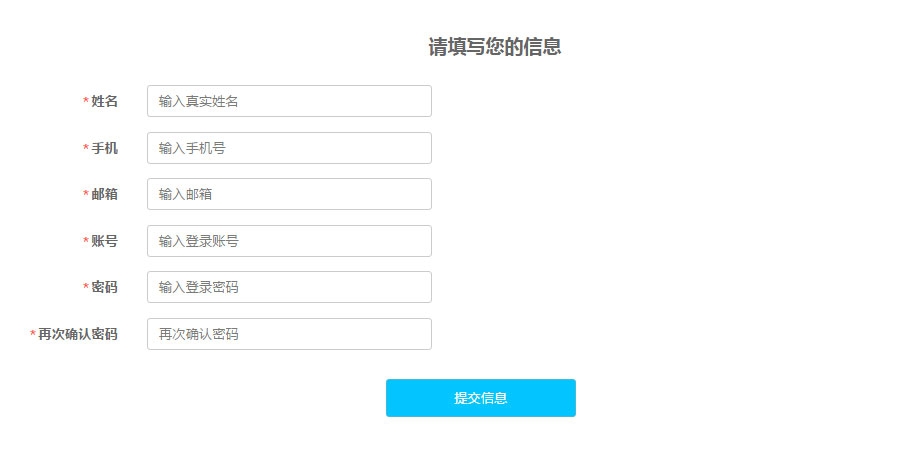 请填写您的信息
*姓名 输入真实姓名
*手机 输入手机号
*邮箱 输入邮箱
*账号 输入登录账号
*密码 输入登录密码
*再次确认密码 再次确认密码
提交信息